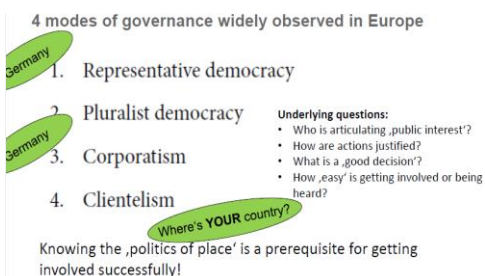 4 modes of governance widely observed in Europe
Germany
1. Representative democracy
2. Pluralist democracy
Germany
3. Corporatism
4. Clientelism
Underlying questions:
• Who is articulating ‚public interest‘?
• How are actions justified?
• What is a ‚good decision‘?
• How ‚easy‘ is getting involved or being
heard?
Where's YOUR country?
Knowing the ‚politics of place‘ is a prerequisite for getting
involved successfully!